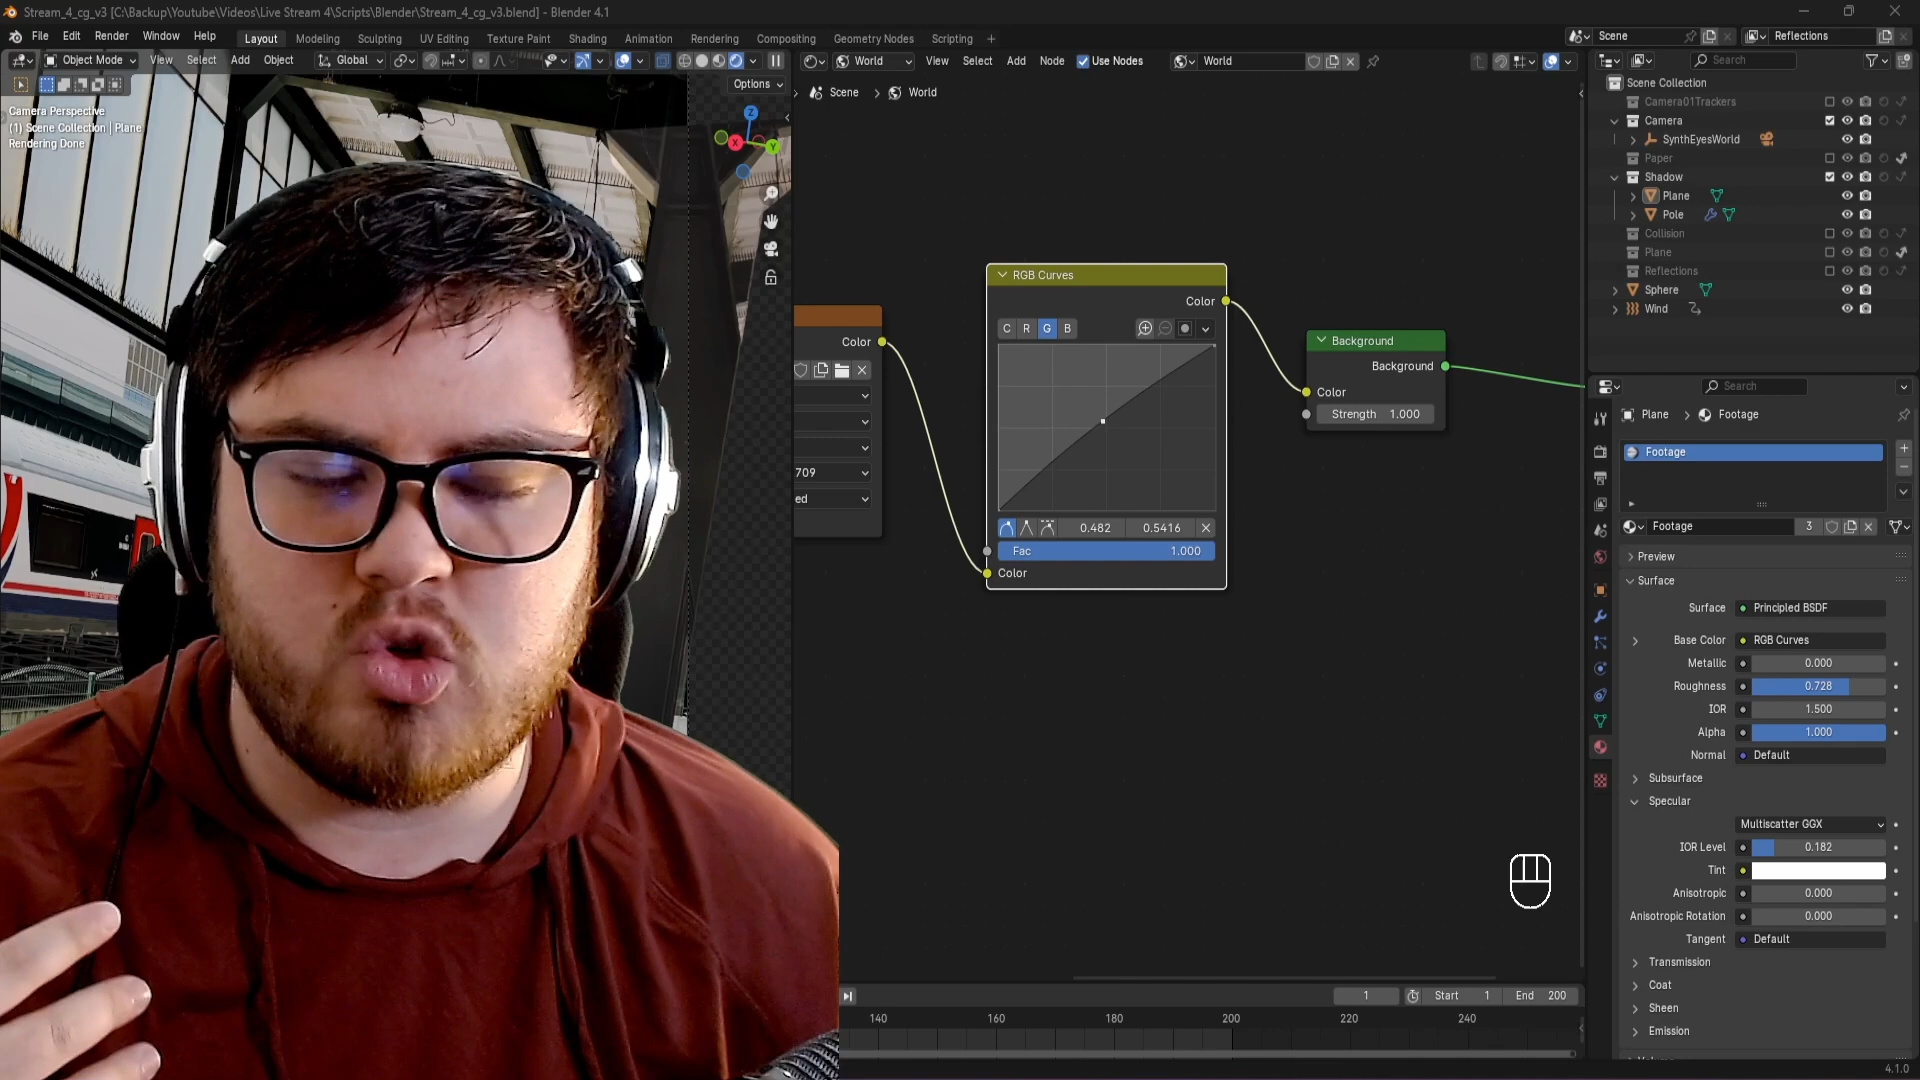 Stream_4_cg_v3 [C:\Backup\Youtube\Videos\Live Stream 4\Scripts\Blender\Stream_4_cg_v3.blend] - Blender 4.1
File Edit Render Window Help Layout Modeling Sculpting UV Editing Texture Paint Shading Animation Rendering Compositing Geometry Nodes Scripting + Scene Reflections
Object Mode View Select Add Object Global World View Select Add Node Use Nodes World Search
Options
Scene > World
Camera Perspective
(1) Scene Collection | Plane
Rendering Done
Z
X
Y
Scene Collection
Camera01Trackers
Camera
SynthEyesWorld
Paper
Shadow
Plane
Pole
Collision
Plane
Reflections
Sphere
Wind
Color
709
ed
RGB Curves
Color
C R G B
0.482 0.5416
Fac 1.000
Color
Background
Background
Color
Strength 1.000
Search
Plane > Footage
Footage
Footage 3
Preview
Surface
Surface Principled BSDF
Base Color RGB Curves
Metallic 0.000
Roughness 0.728
IOR 1.500
Alpha 1.000
Normal Default
Subsurface
Specular
Multiscatter GGX
IOR Level 0.182
Tint
Anisotropic 0.000
Anisotropic Rotation 0.000
Tangent Default
Transmission
Coat
Sheen
Emission
1 Start 1 End 200
140 160 180 200 220 240
4.1.0